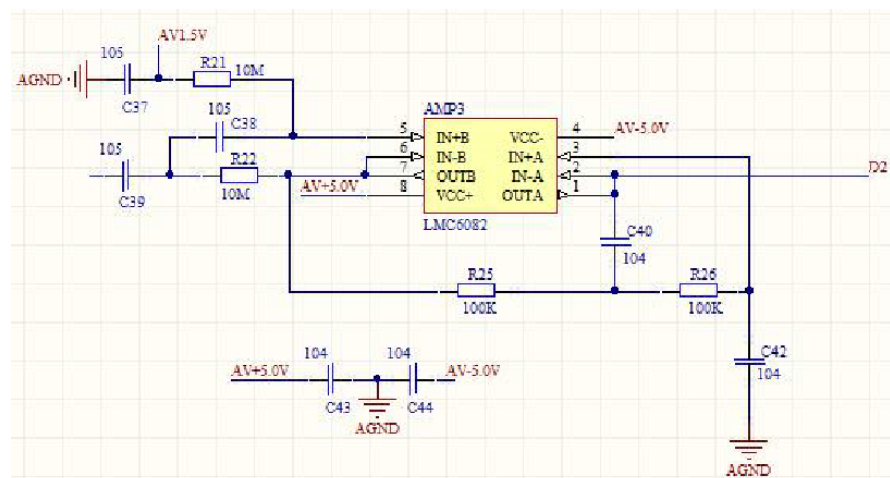 AV1.5V
105
R21
10M
AGND
C37
105
C38
AMP3
105
R22
10M
C39
AV+5.0V
5
6
7
8
IN+B
IN-B
OUTB
VCC+
VCC-
IN+A
IN-A
OUTA
4
3
2
1
AV-5.0V
D2
LMC6082
C40
104
R25
100K
R26
100K
104
104
AV+5.0V
AV-5.0V
C43
C44
AGND
C42
104
AGND